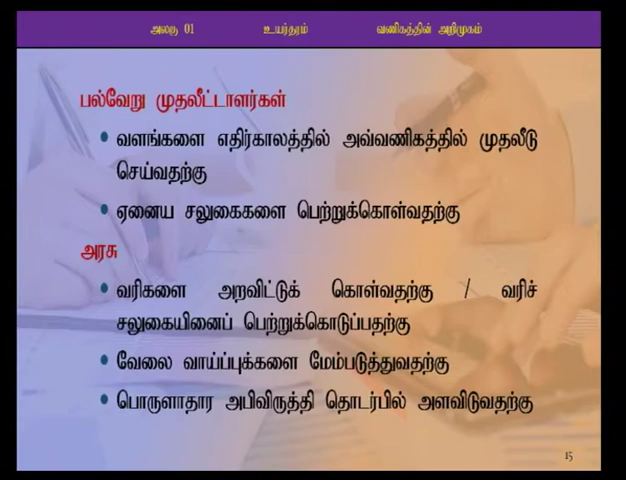 அலகு 01 உயர்தரம் வணிகத்தின் அறிமுகம்
பல்வேறு முதலீட்டாளர்கள்
• வளங்களை எதிர்காலத்தில் அவ்வணிகத்தில் முதலீடு
செய்வதற்கு
• ஏனைய சலுகைகளை பெற்றுக்கொள்வதற்கு
அரசு
• வரிகளை அறவிட்டுக் கொள்வதற்கு / வரிச்
சலுகையினைப் பெற்றுக்கொடுப்பதற்கு
• வேலை வாய்ப்புக்களை மேம்படுத்துவதற்கு
• பொருளாதார அபிவிருத்தி தொடர்பில் அளவிடுவதற்கு
15